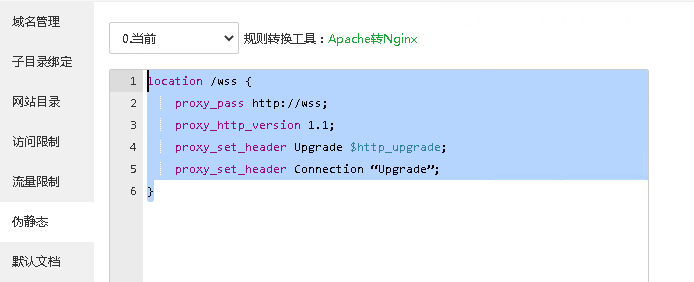 域名管理
子目录绑定
网站目录
访问限制
流量限制
伪静态
默认文档
0.当前 规则转换工具：Apache转Nginx
1 location /wss {
2 proxy_pass http://wss;
3 proxy_http_version 1.1;
4 proxy_set_header Upgrade $http_upgrade;
5 proxy_set_header Connection “Upgrade”;
6 }